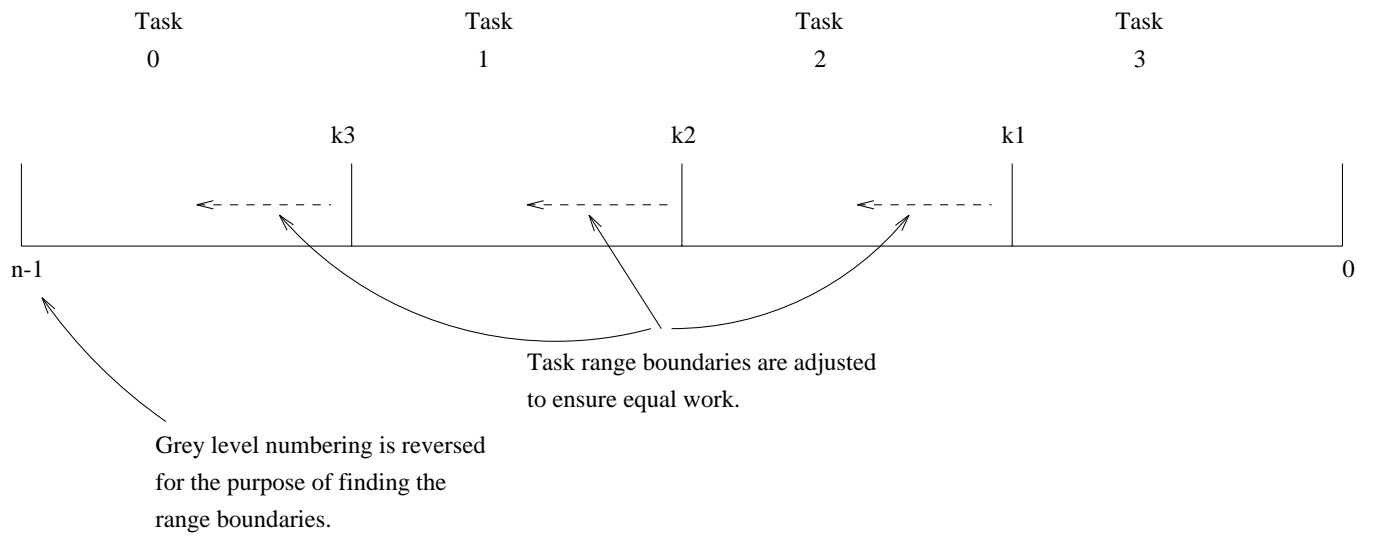 Task Task Task Task
0 1 2 3
k3 k2 k1
n-1 0
Task range boundaries are adjusted
to ensure equal work.
Grey level numbering is reversed
for the purpose of finding the
range boundaries.